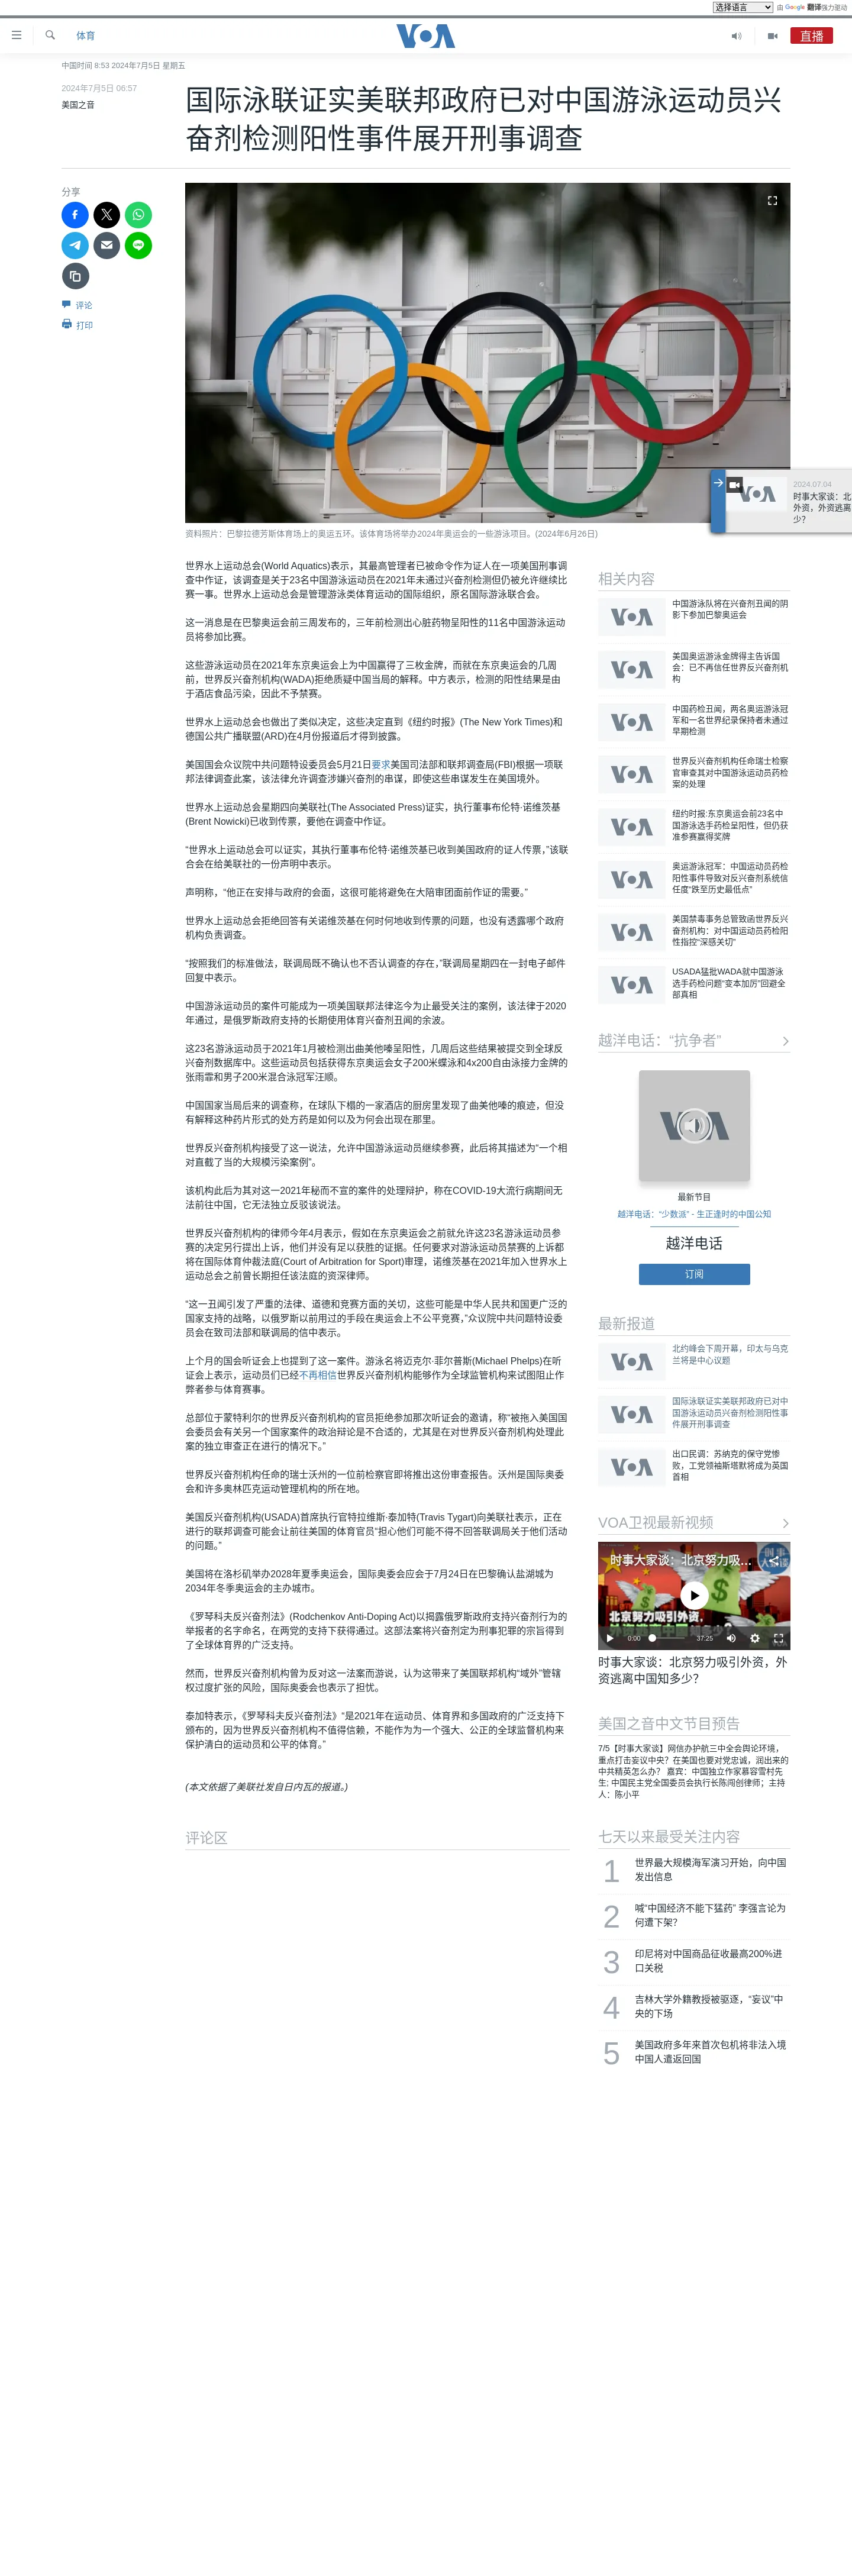 选择语言 由 Google 翻译强力驱动
体育
VOA
直播
中国时间 8:53 2024年7月5日 星期五
2024年7月5日 06:57
美国之音
国际泳联证实美联邦政府已对中国游泳运动员兴
奋剂检测阳性事件展开刑事调查
分享
评论
打印
资料照片：巴黎拉德芳斯体育场上的奥运五环。该体育场将举办2024年奥运会的一些游泳项目。(2024年6月26日)
2024.07.04
时事大家谈：北
外资，外资逃离
少？
世界水上运动总会(World Aquatics)表示，其最高管理者已被命令作为证人在一项美国刑事调
查中作证，该调查是关于23名中国游泳运动员在2021年未通过兴奋剂检测但仍被允许继续比
赛一事。世界水上运动总会是管理游泳类体育运动的国际组织，原名国际游泳联合会。
这一消息是在巴黎奥运会前三周发布的，三年前检测出心脏药物呈阳性的11名中国游泳运动
员将参加比赛。
这些游泳运动员在2021年东京奥运会上为中国赢得了三枚金牌，而就在东京奥运会的几周
前，世界反兴奋剂机构(WADA)拒绝质疑中国当局的解释。中方表示，检测的阳性结果是由
于酒店食品污染，因此不予禁赛。
世界水上运动总会也做出了类似决定，这些决定直到《纽约时报》(The New York Times)和
德国公共广播联盟(ARD)在4月份报道后才得到披露。
美国国会众议院中共问题特设委员会5月21日要求美国司法部和联邦调查局(FBI)根据一项联
邦法律调查此案，该法律允许调查涉嫌兴奋剂的串谋，即使这些串谋发生在美国境外。
世界水上运动总会星期四向美联社(The Associated Press)证实，执行董事布伦特·诺维茨基
(Brent Nowicki)已收到传票，要他在调查中作证。
“世界水上运动总会可以证实，其执行董事布伦特·诺维茨基已收到美国政府的证人传票，”该联
合会在给美联社的一份声明中表示。
声明称，“他正在安排与政府的会面，这很可能将避免在大陪审团面前作证的需要。”
世界水上运动总会拒绝回答有关诺维茨基在何时何地收到传票的问题，也没有透露哪个政府
机构负责调查。
“按照我们的标准做法，联调局既不确认也不否认调查的存在，”联调局星期四在一封电子邮件
回复中表示。
中国游泳运动员的案件可能成为一项美国联邦法律迄今为止最受关注的案例，该法律于2020
年通过，是俄罗斯政府支持的长期使用体育兴奋剂丑闻的余波。
这23名游泳运动员于2021年1月被检测出曲美他嗪呈阳性，几周后这些结果被提交到全球反
兴奋剂数据库中。这些运动员包括获得东京奥运会女子200米蝶泳和4x200自由泳接力金牌的
张雨霏和男子200米混合泳冠军汪顺。
中国国家当局后来的调查称，在球队下榻的一家酒店的厨房里发现了曲美他嗪的痕迹，但没
有解释这种药片形式的处方药是如何以及为何会出现在那里。
世界反兴奋剂机构接受了这一说法，允许中国游泳运动员继续参赛，此后将其描述为“一个相
对直截了当的大规模污染案例”。
该机构此后为其对这一2021年秘而不宣的案件的处理辩护，称在COVID-19大流行病期间无
法前往中国，它无法独立反驳该说法。
世界反兴奋剂机构的律师今年4月表示，假如在东京奥运会之前就允许这23名游泳运动员参
赛的决定另行提出上诉，他们并没有足以获胜的证据。任何要求对游泳运动员禁赛的上诉都
将在国际体育仲裁法庭(Court of Arbitration for Sport)审理，诺维茨基在2021年加入世界水上
运动总会之前曾长期担任该法庭的资深律师。
“这一丑闻引发了严重的法律、道德和竞赛方面的关切，这些可能是中华人民共和国更广泛的
国家支持的战略，以俄罗斯以前用过的手段在奥运会上不公平竞赛，”众议院中共问题特设委
员会在致司法部和联调局的信中表示。
上个月的国会听证会上也提到了这一案件。游泳名将迈克尔·菲尔普斯(Michael Phelps)在听
证会上表示，运动员们已经不再相信世界反兴奋剂机构能够作为全球监管机构来试图阻止作
弊者参与体育赛事。
总部位于蒙特利尔的世界反兴奋剂机构的官员拒绝参加那次听证会的邀请，称“被拖入美国国
会委员会有关另一个国家案件的政治辩论是不合适的，尤其是在对世界反兴奋剂机构处理此
案的独立审查正在进行的情况下。”
世界反兴奋剂机构任命的瑞士沃州的一位前检察官即将推出这份审查报告。沃州是国际奥委
会和许多奥林匹克运动管理机构的所在地。
美国反兴奋剂机构(USADA)首席执行官特拉维斯·泰加特(Travis Tygart)向美联社表示，正在
进行的联邦调查可能会让前往美国的体育官员“担心他们可能不得不回答联调局关于他们活动
的问题。”
美国将在洛杉矶举办2028年夏季奥运会，国际奥委会应会于7月24日在巴黎确认盐湖城为
2034年冬季奥运会的主办城市。
《罗琴科夫反兴奋剂法》(Rodchenkov Anti-Doping Act)以揭露俄罗斯政府支持兴奋剂行为的
举报者的名字命名，在两党的支持下获得通过。这部法案将兴奋剂定为刑事犯罪的宗旨得到
了全球体育界的广泛支持。
然而，世界反兴奋剂机构曾为反对这一法案而游说，认为这带来了美国联邦机构“域外”管辖
权过度扩张的风险，国际奥委会也表示了担忧。
泰加特表示，《罗琴科夫反兴奋剂法》“是2021年在运动员、体育界和多国政府的广泛支持下
颁布的，因为世界反兴奋剂机构不值得信赖，不能作为为一个强大、公正的全球监督机构来
保护清白的运动员和公平的体育。”
(本文依据了美联社发自日内瓦的报道。)
评论区
相关内容
中国游泳队将在兴奋剂丑闻的阴
影下参加巴黎奥运会
美国奥运游泳金牌得主告诉国
会：已不再信任世界反兴奋剂机
构
中国药检丑闻，两名奥运游泳冠
军和一名世界纪录保持者未通过
早期检测
世界反兴奋剂机构任命瑞士检察
官审查其对中国游泳运动员药检
案的处理
纽约时报:东京奥运会前23名中
国游泳选手药检呈阳性，但仍获
准参赛赢得奖牌
奥运游泳冠军：中国运动员药检
阳性事件导致对反兴奋剂系统信
任度“跌至历史最低点”
美国禁毒事务总管致函世界反兴
奋剂机构：对中国运动员药检阳
性指控“深感关切”
USADA猛批WADA就中国游泳
选手药检问题“变本加厉”回避全
部真相
越洋电话：“抗争者”
最新节目
越洋电话：“少数派” - 生正逢时的中国公知
越洋电话
订阅
最新报道
北约峰会下周开幕，印太与乌克
兰将是中心议题
国际泳联证实美联邦政府已对中
国游泳运动员兴奋剂检测阳性事
件展开刑事调查
出口民调：苏纳克的保守党惨
败，工党领袖斯塔默将成为英国
首相
VOA卫视最新视频
时事大家谈：北京努力吸…
北京努力吸引外资，
0:00 37:25
时事大家谈：北京努力吸引外资，外
资逃离中国知多少？
美国之音中文节目预告
7/5【时事大家谈】网信办护航三中全会舆论环境，
重点打击妄议中央？在美国也要对党忠诚，润出来的
中共精英怎么办？ 嘉宾：中国独立作家慕容雪村先
生; 中国民主党全国委员会执行长陈闯创律师；主持
人：陈小平
七天以来最受关注内容
1 世界最大规模海军演习开始，向中国
发出信息
2 喊“中国经济不能下猛药” 李强言论为
何遭下架？
3 印尼将对中国商品征收最高200%进
口关税
4 吉林大学外籍教授被驱逐，“妄议”中
央的下场
5 美国政府多年来首次包机将非法入境
中国人遣返回国